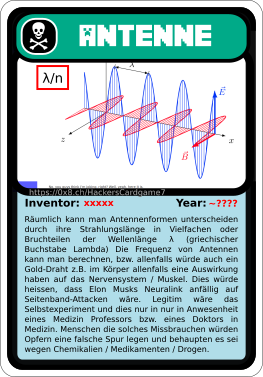 ANTENNE
λ/n
λ
E
z
x
B
https://0x8.ch/HackersCardgame7
Inventor: xxxxx Year: ~????
Räumlich kann man Antennenformen unterscheiden
durch ihre Strahlungslänge in Vielfachen oder
Bruchteilen der Wellenlänge λ (griechischer
Buchstabe Lambda) Die Frequenz von Antennen
kann man berechnen, bzw. allenfalls würde auch ein
Gold-Draht z.B. im Körper allenfalls eine Auswirkung
haben auf das Nervensystem / Muskel. Dies würde
heissen, dass Elon Musks Neuralink anfällig auf
Seitenband-Attacken wäre. Legitim wäre das
Selbstexperiment und dies nur in nur in Anwesenheit
eines Medizin Professors bzw. eines Doktors in
Medizin. Menschen die solches Missbrauchen würden
Opfern eine falsche Spur legen und behaupten es sei
wegen Chemikalien / Medikamenten / Drogen.